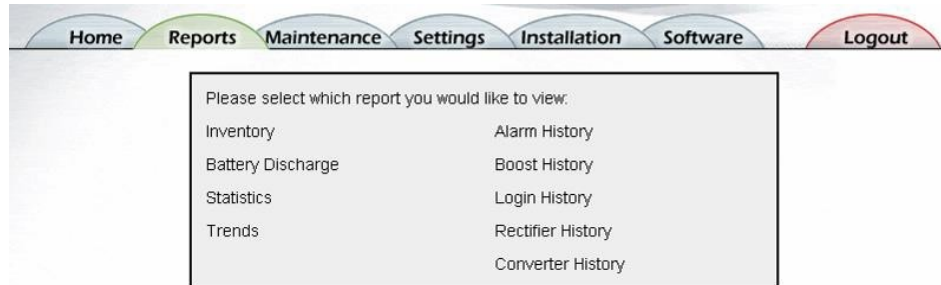 Home Reports Maintenance Settings Installation Software Logout
Please select which report you would like to view:
Inventory Alarm History
Battery Discharge Boost History
Statistics Login History
Trends Rectifier History
Converter History